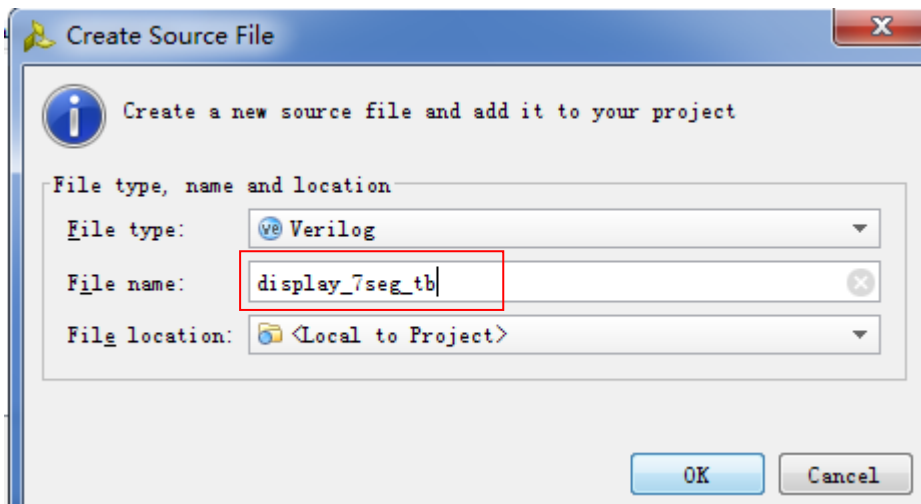 Create Source File
Create a new source file and add it to your project
File type, name and location
File type: Verilog
File name: display_7seg_tb
File location: <Local to Project>
OK Cancel